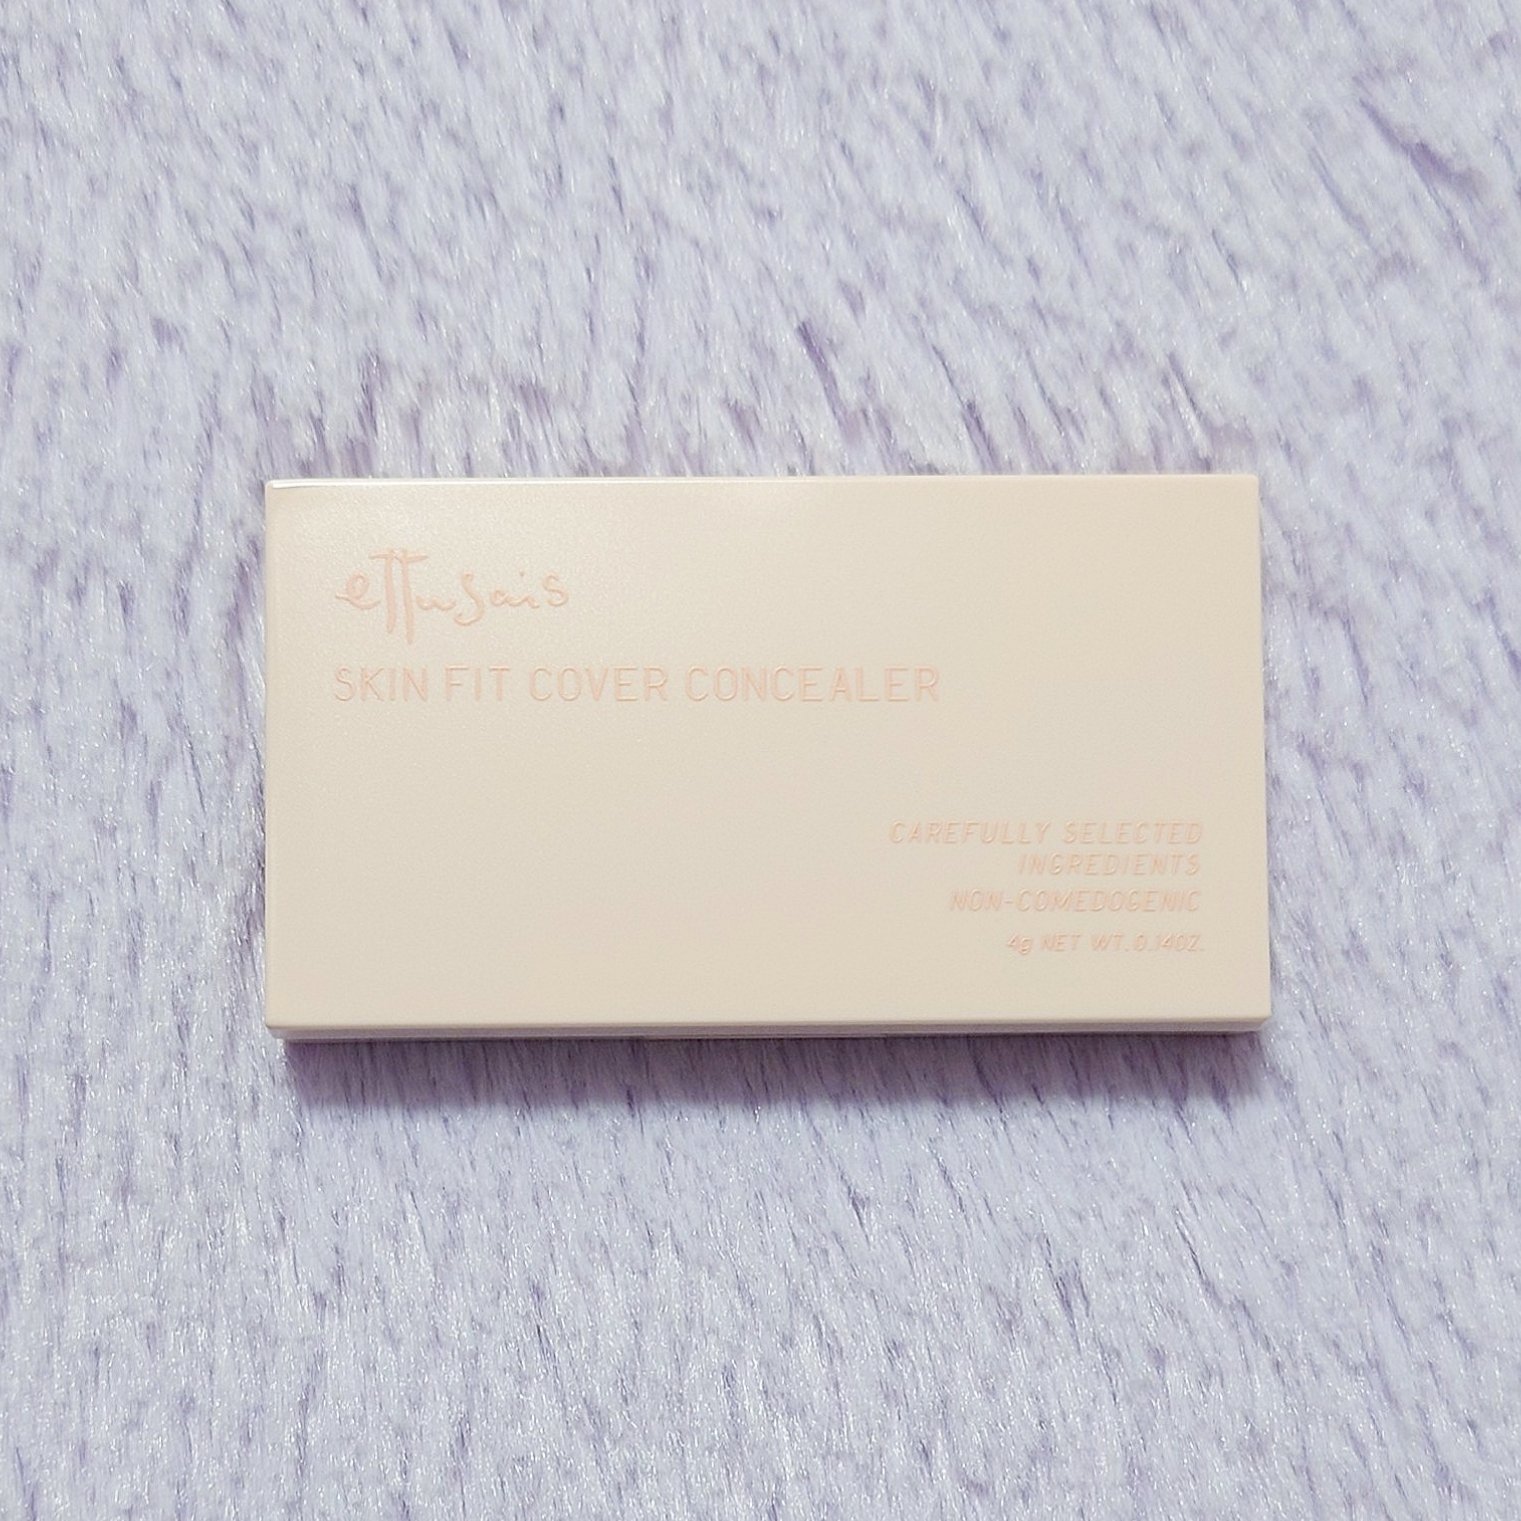 ettusais
SKIN FIT COVER CONCEALER
CAREFULLY SELECTED
INGREDIENTS
NON-COMEDOGENIC
4g NET WT. 0.14OZ.